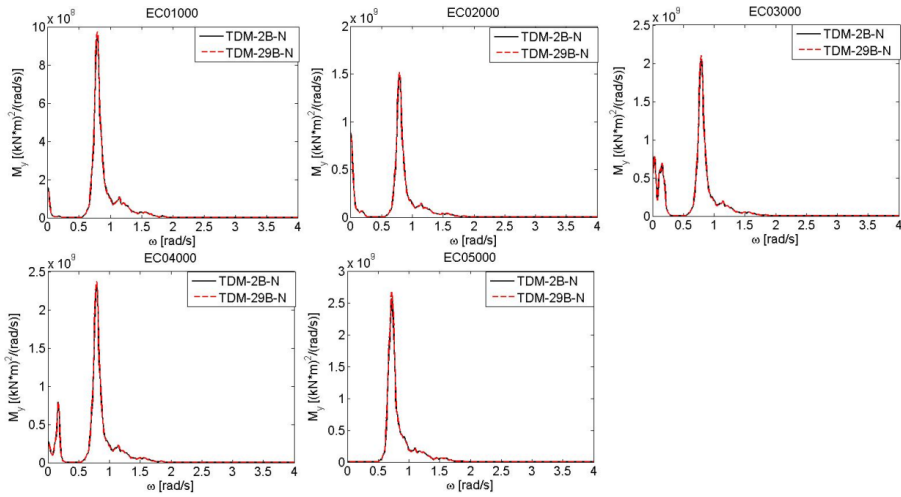 EC01000
x 10^8
10
8
6
4
2
0
M_y [(kN*m)^2/(rad/s)]
TDM-2B-N
TDM-29B-N
0 0.5 1 1.5 2 2.5 3 3.5 4
ω [rad/s]
EC02000
x 10^9
2
1.5
1
0.5
0
M_y [(kN*m)^2/(rad/s)]
TDM-2B-N
TDM-29B-N
0 0.5 1 1.5 2 2.5 3 3.5 4
ω [rad/s]
EC03000
x 10^9
2.5
2
1.5
1
0.5
0
M_y [(kN*m)^2/(rad/s)]
TDM-2B-N
TDM-29B-N
0 0.5 1 1.5 2 2.5 3 3.5 4
ω [rad/s]
EC04000
x 10^9
2.5
2
1.5
1
0.5
0
M_y [(kN*m)^2/(rad/s)]
TDM-2B-N
TDM-29B-N
0 0.5 1 1.5 2 2.5 3 3.5 4
ω [rad/s]
EC05000
x 10^9
3
2.5
2
1.5
1
0.5
0
M_y [(kN*m)^2/(rad/s)]
TDM-2B-N
TDM-29B-N
0 0.5 1 1.5 2 2.5 3 3.5 4
ω [rad/s]